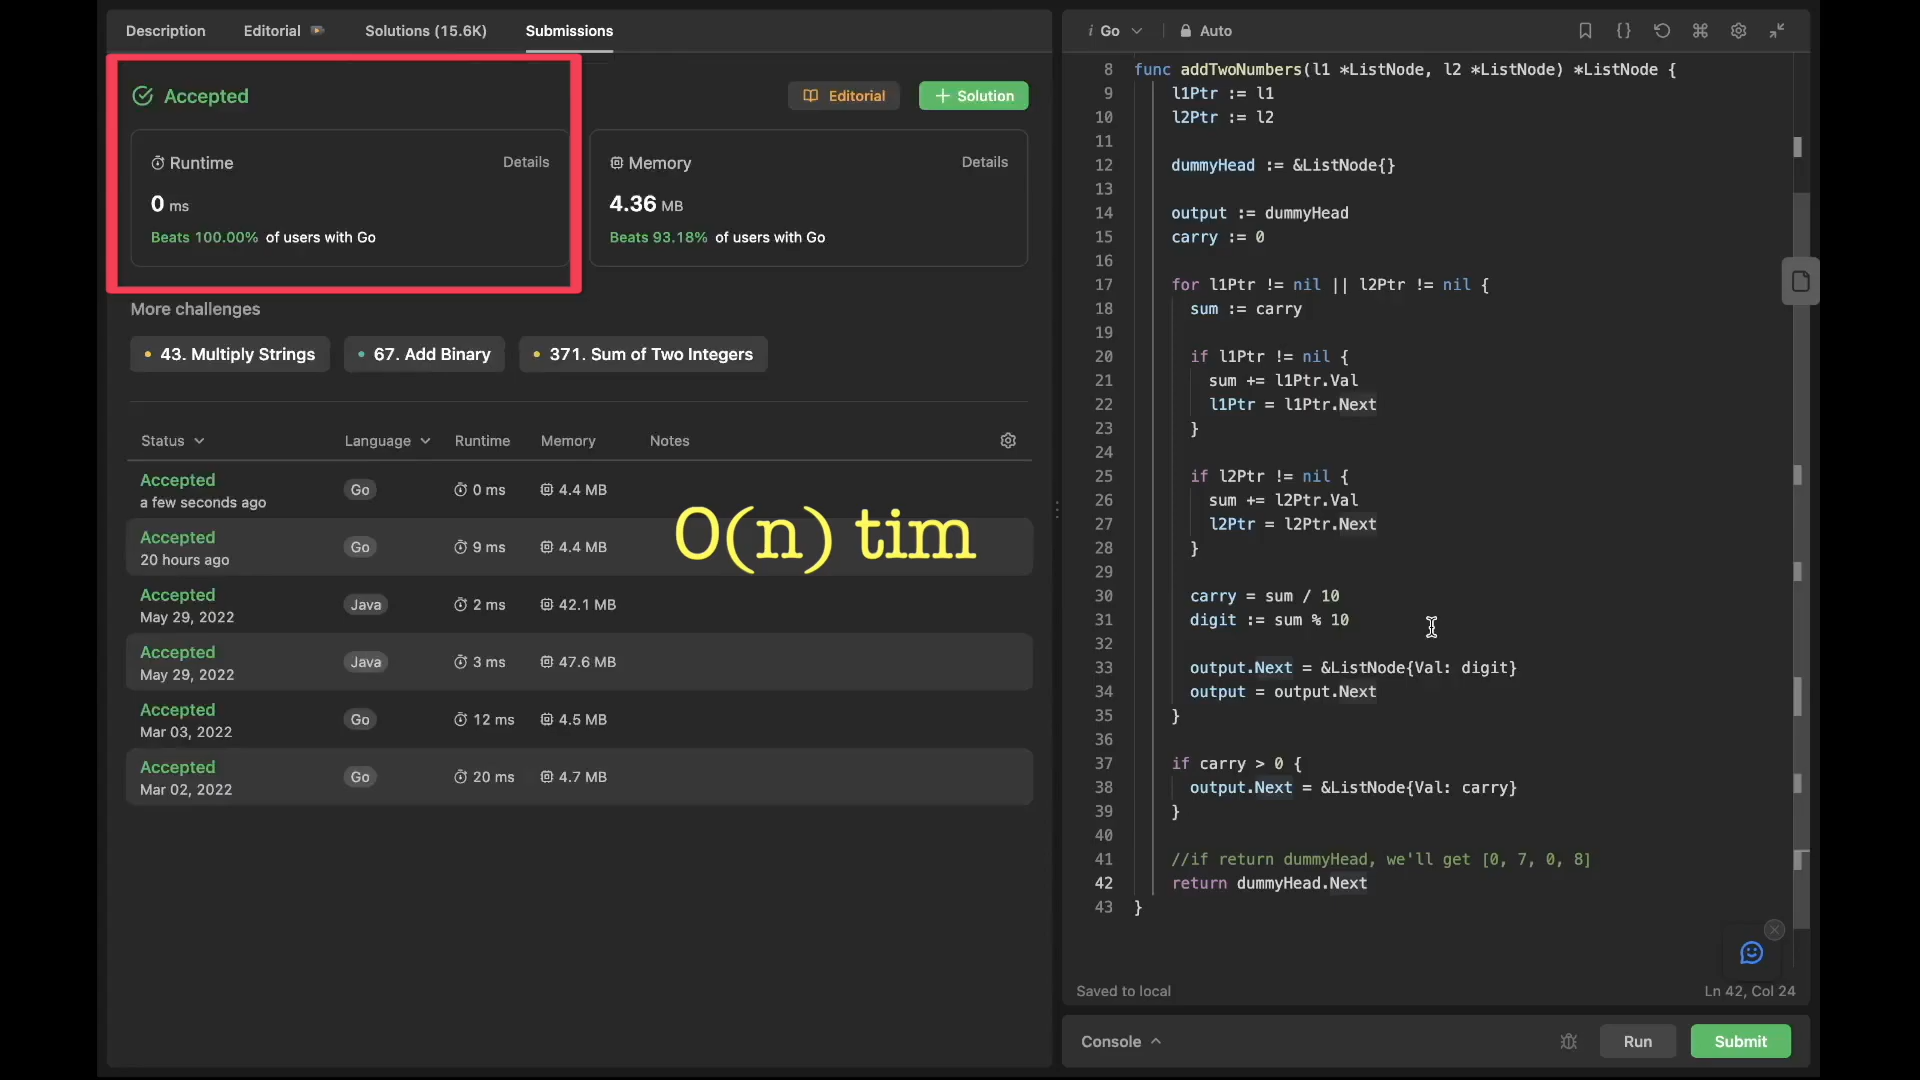 Description Editorial Solutions (15.6K) Submissions
Accepted
Editorial
Solution
Runtime Details
0 ms
Beats 100.00% of users with Go
Memory Details
4.36 MB
Beats 93.18% of users with Go
More challenges
43. Multiply Strings 67. Add Binary 371. Sum of Two Integers
Status Language Runtime Memory Notes
Accepted Go 0 ms 4.4 MB
a few seconds ago
Accepted Go 9 ms 4.4 MB
20 hours ago
O(n) tim
Accepted Java 2 ms 42.1 MB
May 29, 2022
Accepted Java 3 ms 47.6 MB
May 29, 2022
Accepted Go 12 ms 4.5 MB
Mar 03, 2022
Accepted Go 20 ms 4.7 MB
Mar 02, 2022
i Go Auto
8 func addTwoNumbers(l1 *ListNode, l2 *ListNode) *ListNode {
9 l1Ptr := l1
10 l2Ptr := l2
11
12 dummyHead := &ListNode{}
13
14 output := dummyHead
15 carry := 0
16
17 for l1Ptr != nil || l2Ptr != nil {
18 sum := carry
19
20 if l1Ptr != nil {
21 sum += l1Ptr.Val
22 l1Ptr = l1Ptr.Next
23 }
24
25 if l2Ptr != nil {
26 sum += l2Ptr.Val
27 l2Ptr = l2Ptr.Next
28 }
29
30 carry = sum / 10
31 digit := sum % 10
32
33 output.Next = &ListNode{Val: digit}
34 output = output.Next
35 }
36
37 if carry > 0 {
38 output.Next = &ListNode{Val: carry}
39 }
40
41 //if return dummyHead, we'll get [0, 7, 0, 8]
42 return dummyHead.Next
43 }
Saved to local Ln 42, Col 24
Console Run Submit